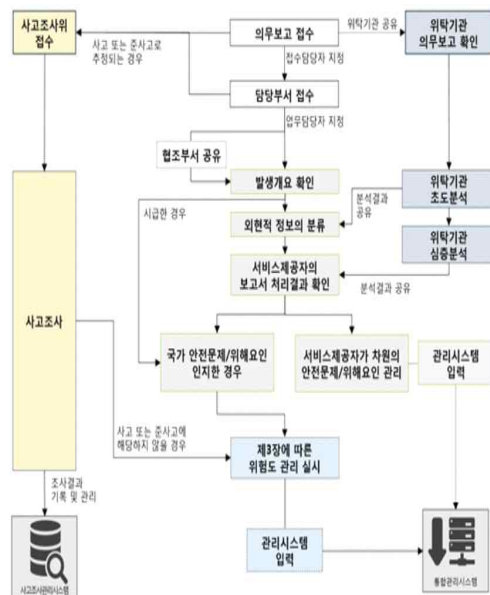 사고조사위
접수
의무보고 접수
위탁기관 공유
위탁기관
의무보고 확인
사고 또는 준사고로
추정되는 경우
접수담당자 지정
담당부서 접수
업무담당자 지정
협조부서 공유
발생개요 확인
위탁기관
초도분석
분석결과
공유
시급한 경우
외현적 정보의 분류
위탁기관
심층분석
서비스제공자의
보고서 처리결과 확인
분석결과 공유
사고조사
국가 안전문제/위해요인
인지한 경우
서비스제공자가 차원의
안전문제/위해요인 관리
관리시스템
입력
사고 또는 준사고에
해당하지 않을 경우
제3장에 따른
위험도 관리 실시
조사결과
기록 및 관리
관리시스템
입력
사고조사관리시스템
통합관리시스템